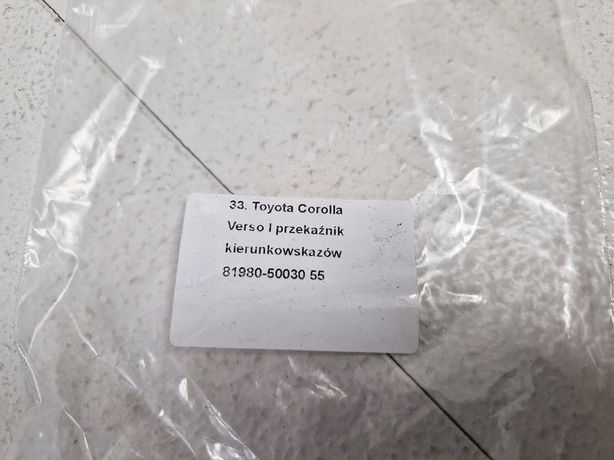 33. Toyota Corolla
Verso I przekaźnik
kierunkowskazów
81980-50030 55